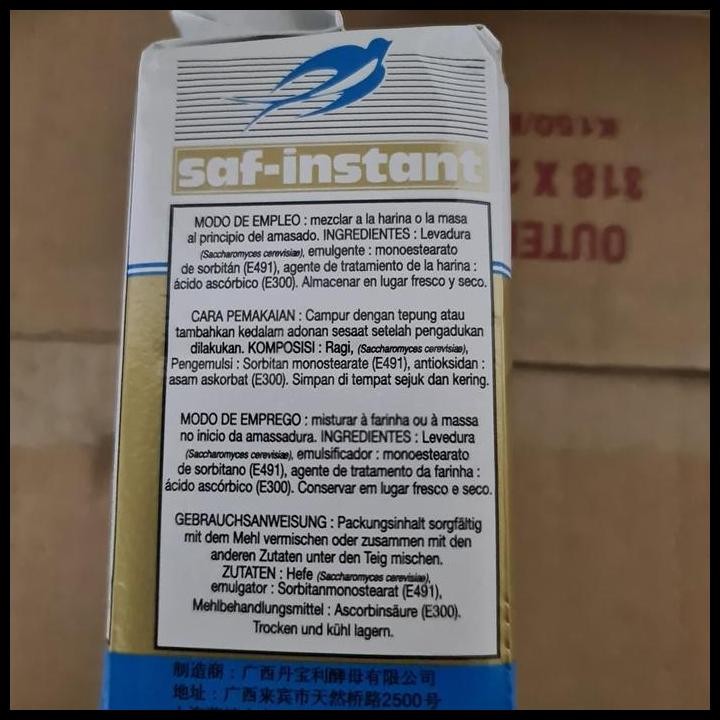 saf-instant
MODO DE EMPLEO : mezclar a la harina o la masa
al principio del amasado. INGREDIENTES : Levadura
(Saccharomyces cerevisiae), emulgente : monoestearato
de sorbitán (E491), agente de tratamiento de la harina :
ácido ascórbico (E300). Almacenar en lugar fresco y seco.
CARA PEMAKAIAN : Campur dengan tepung atau
tambahkan kedalam adonan sesaat setelah pengadukan
dilakukan. KOMPOSISI : Ragi, (Saccharomyces cerevisiae),
Pengemulsi : Sorbitan monostearate (E491), antioksidan :
asam askorbat (E300). Simpan di tempat sejuk dan kering.
MODO DE EMPREGO : misturar à farinha ou à massa
no inicio da amassadura. INGREDIENTES : Levedura
(Saccharomyces cerevisiae), emulsificador : monoestearato
de sorbitano (E491), agente de tratamento da farinha :
ácido ascórbico (E300). Conservar em lugar fresco e seco.
GEBRAUCHSANWEISUNG : Packungsinhalt sorgfältig
mit dem Mehl vermischen oder zusammen mit den
anderen Zutaten unter den Teig mischen.
ZUTATEN : Hefe (Saccharomyces cerevisiae),
emulgator : Sorbitanmonostearat (E491),
Mehlbehandlungsmittel : Ascorbinsäure (E300).
Trocken und kühl lagern.
制造商：广西丹宝利酵母有限公司
地址：广西来宾市天然桥路2500号
OUTE
318 X